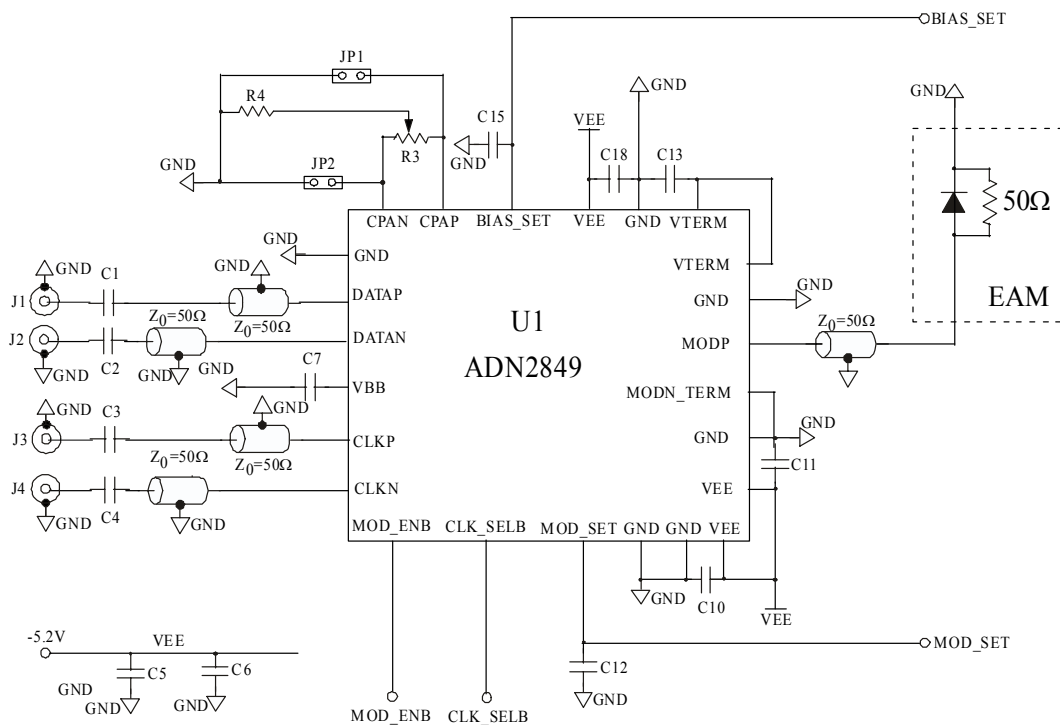 BIAS_SET
JP1
GND
R4
C15
VEE
GND
R3
GND
C18
C13
JP2
GND
EAM
50Ω
CPAN
CPAP
BIAS_SET
VEE
GND
VTERM
GND
GND
GND
VTERM
GND
C1
J1
DATAP
GND
GND
Z0=50Ω
Z0=50Ω
U1
ADN2849
Z0=50Ω
J2
DATAN
MODP
GND
C2
GND
GND
C7
VBB
MODN_TERM
GND
GND
C3
J3
CLKP
GND
GND
Z0=50Ω
Z0=50Ω
C11
J4
CLKN
VEE
GND
C4
GND
MOD_ENB
CLK_SELB
MOD_SET
GND
GND
VEE
GND
C10
VEE
-5.2V
VEE
MOD_SET
C5
C6
C12
GND
GND
GND
GND
MOD_ENB
CLK_SELB